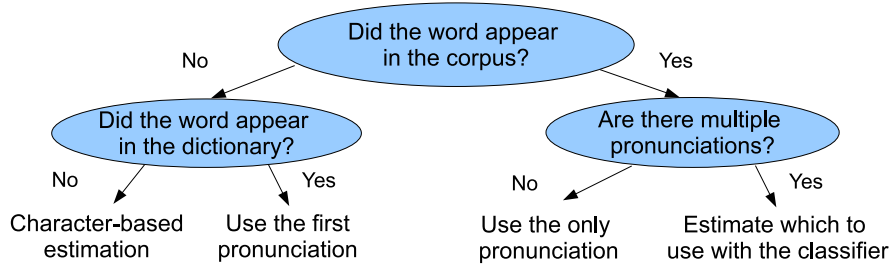 Did the word appear
in the corpus?
No
Yes
Did the word appear
in the dictionary?
Are there multiple
pronunciations?
No
Yes
No
Yes
Character-based
estimation
Use the first
pronunciation
Use the only
pronunciation
Estimate which to
use with the classifier